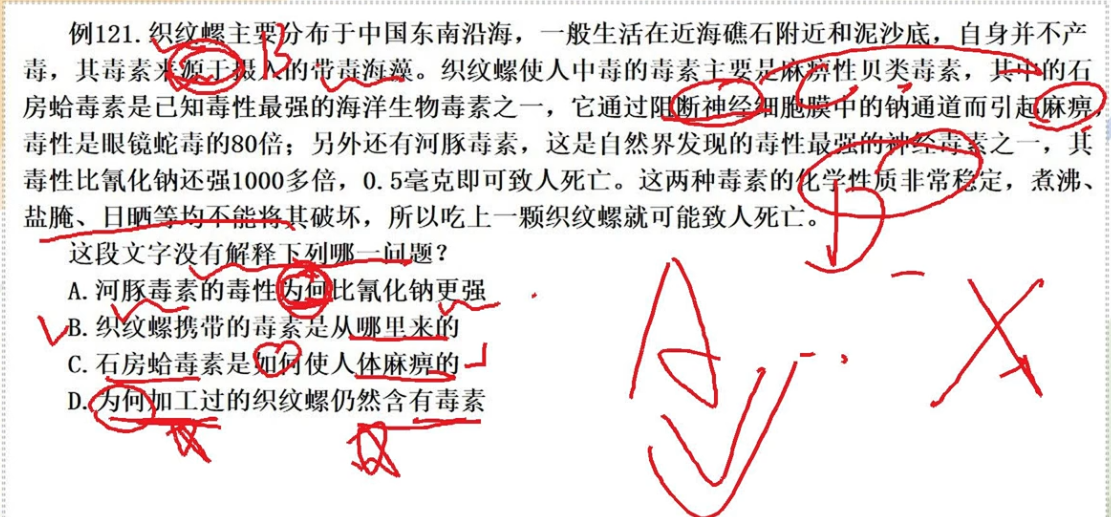 例121.织纹螺主要分布于中国东南沿海，一般生活在近海礁石附近和泥沙底，自身并不产
毒，其毒素来源于摄入的带毒海藻。织纹螺使人中毒的毒素主要是麻痹性贝类毒素，其中的石
房蛤毒素是已知毒性最强的海洋生物毒素之一，它通过阻断神经细胞膜中的钠通道而引起麻痹，
毒性是眼镜蛇毒的80倍；另外还有河豚毒素，这是自然界发现的毒性最强的神经毒素之一，其
毒性比氰化钠还强1000多倍，0.5毫克即可致人死亡。这两种毒素的化学性质非常稳定，煮沸、
盐腌、日晒等均不能将其破坏，所以吃上一颗织纹螺就可能致人死亡。
这段文字没有解释下列哪一问题？
A.河豚毒素的毒性为何比氰化钠更强
B.织纹螺携带的毒素是从哪里来的
C.石房蛤毒素是如何使人体麻痹的
D.为何加工过的织纹螺仍然含有毒素
B
D
A